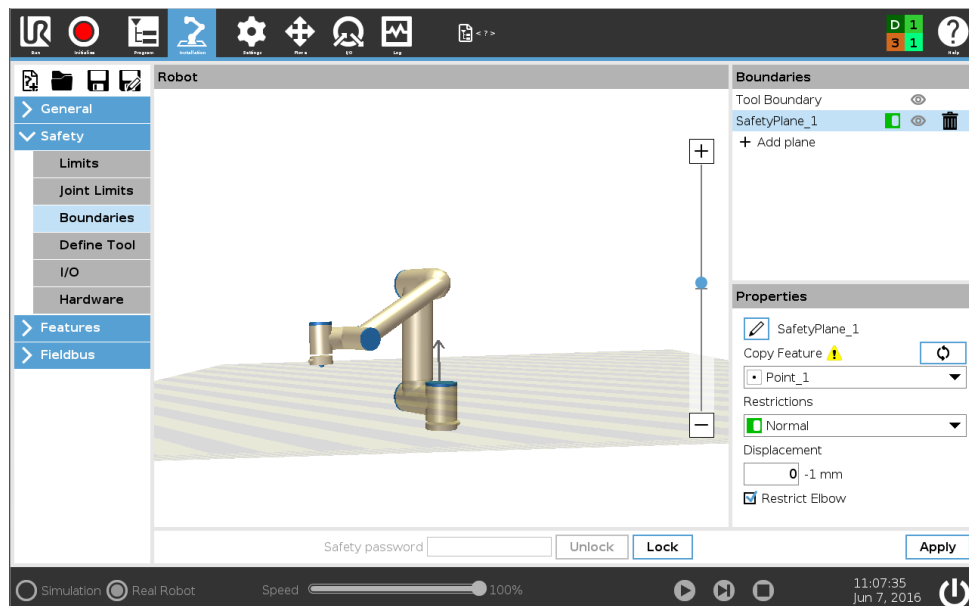 UR
Run
Initialize
Program
Installation
Settings
Move
I/O
Log
<?>
D 1
3 1
?
Help
General
Safety
Limits
Joint Limits
Boundaries
Define Tool
I/O
Hardware
Features
Fieldbus
Robot
+
−
Boundaries
Tool Boundary
SafetyPlane_1
+ Add plane
Properties
SafetyPlane_1
Copy Feature
Point_1
Restrictions
Normal
Displacement
0 -1 mm
Restrict Elbow
Safety password Unlock Lock
Apply
Simulation Real Robot Speed 100%
11:07:35
Jun 7, 2016